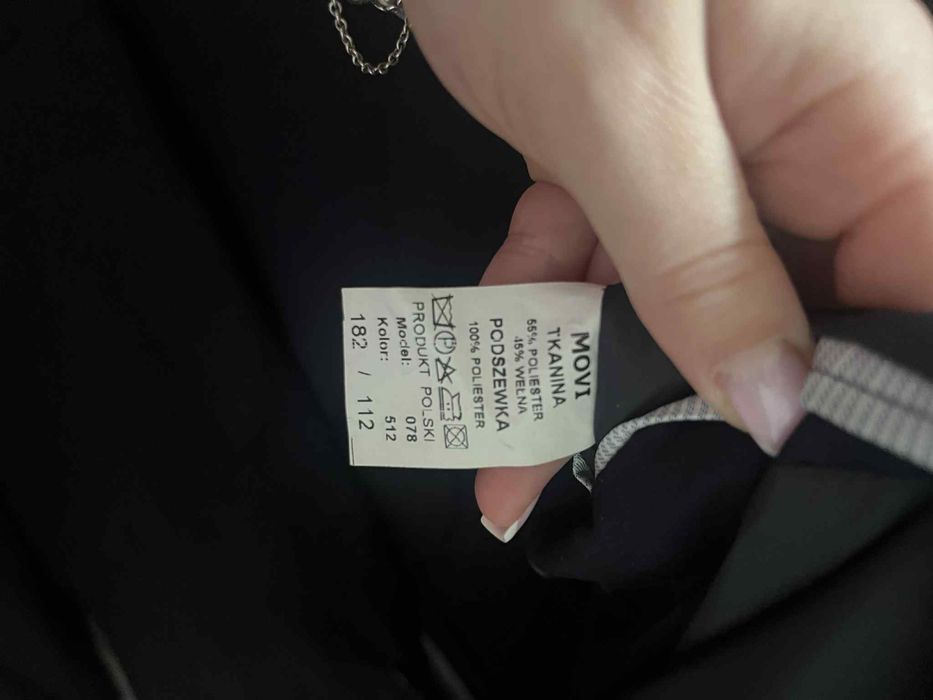 MOVI
TKANINA
55% POLIESTER
45% WEŁNA
PODSZEWKA
100% POLIESTER
P
PRODUKT POLSKI
Model: 078
Kolor: 512
182 / 112